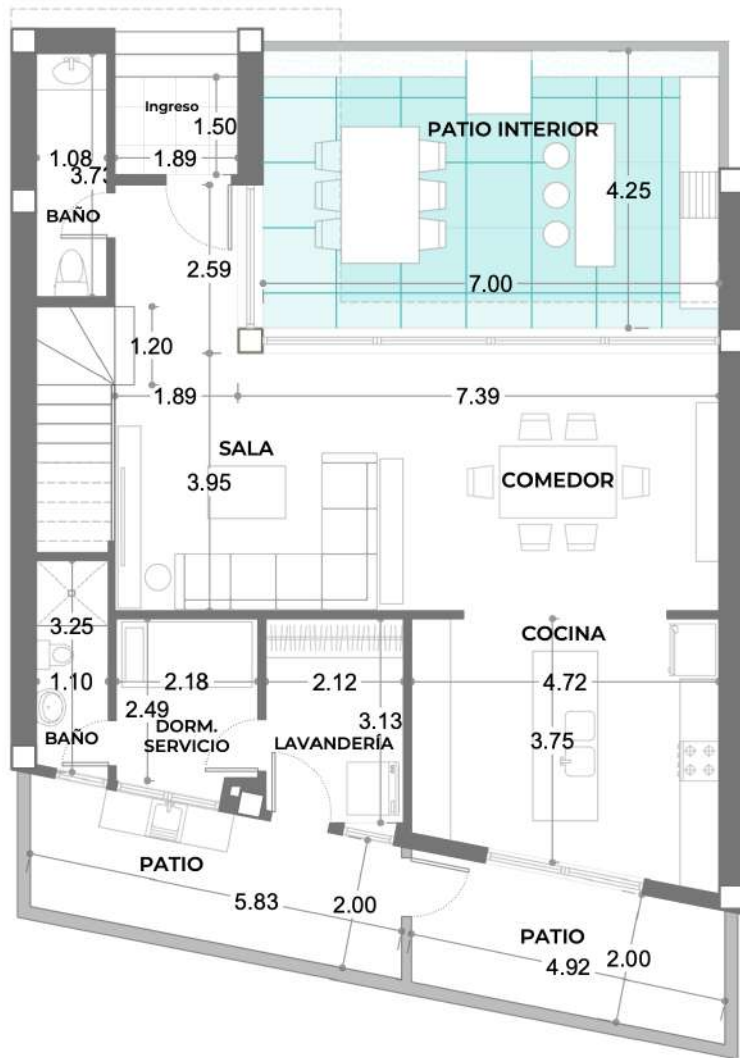 Ingreso
1.50
PATIO INTERIOR
1.08
1.89
3.73
4.25
BAÑO
2.59
7.00
1.20
1.89
7.39
SALA
3.95
COMEDOR
3.25
COCINA
1.10
2.18
2.12
4.72
2.49
DORM.
SERVICIO
3.13
BAÑO
LAVANDERÍA
3.75
PATIO
5.83
2.00
PATIO
4.92
2.00